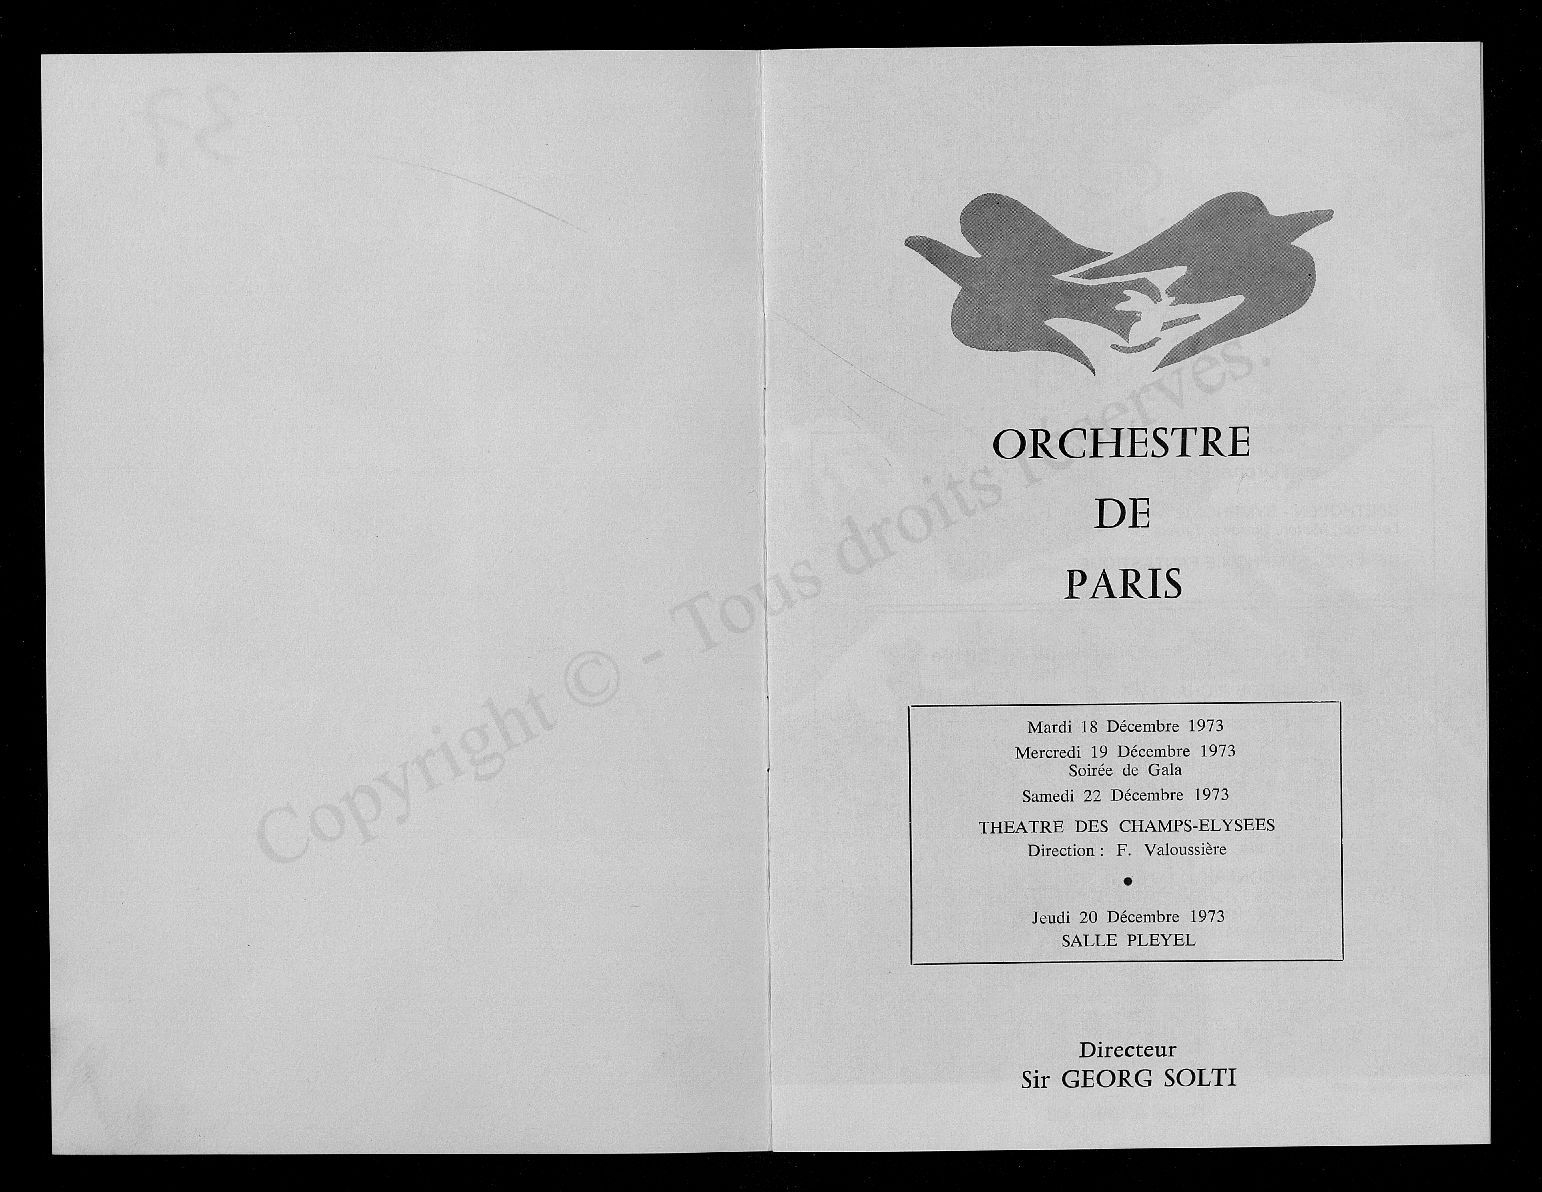 ORCHESTRE
DE
PARIS
Mardi 18 Décembre 1973
Mercredi 19 Décembre 1973
Soirée de Gala
Samedi 22 Décembre 1973
THEATRE DES CHAMPS-ELYSEES
Direction : F. Valoussière
Jeudi 20 Décembre 1973
SALLE PLEYEL
Directeur
Sir GEORG SOLTI
Copyright © - Tous droits réservés.